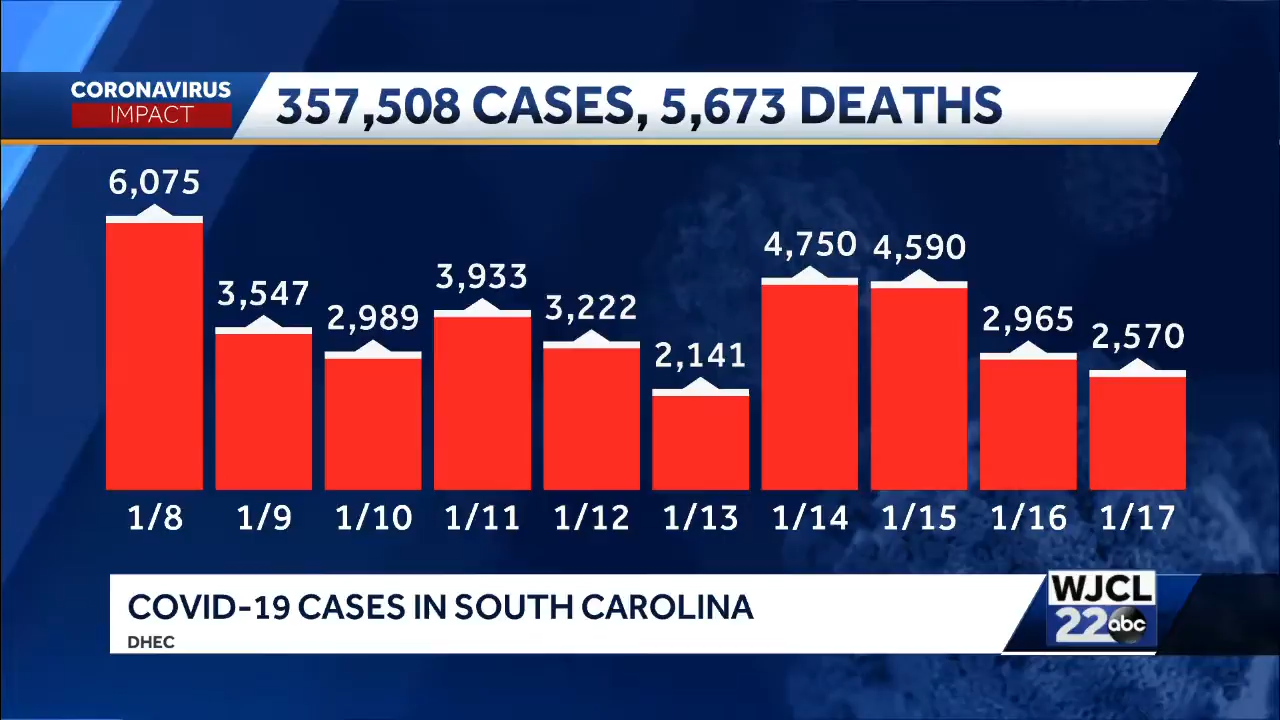 CORONAVIRUS
IMPACT
357,508 CASES, 5,673 DEATHS
6,075
3,547
2,989
3,933
3,222
2,141
4,750
4,590
2,965
2,570
1/8
1/9
1/10
1/11
1/12
1/13
1/14
1/15
1/16
1/17
COVID-19 CASES IN SOUTH CAROLINA
DHEC
WJCL
22 abc